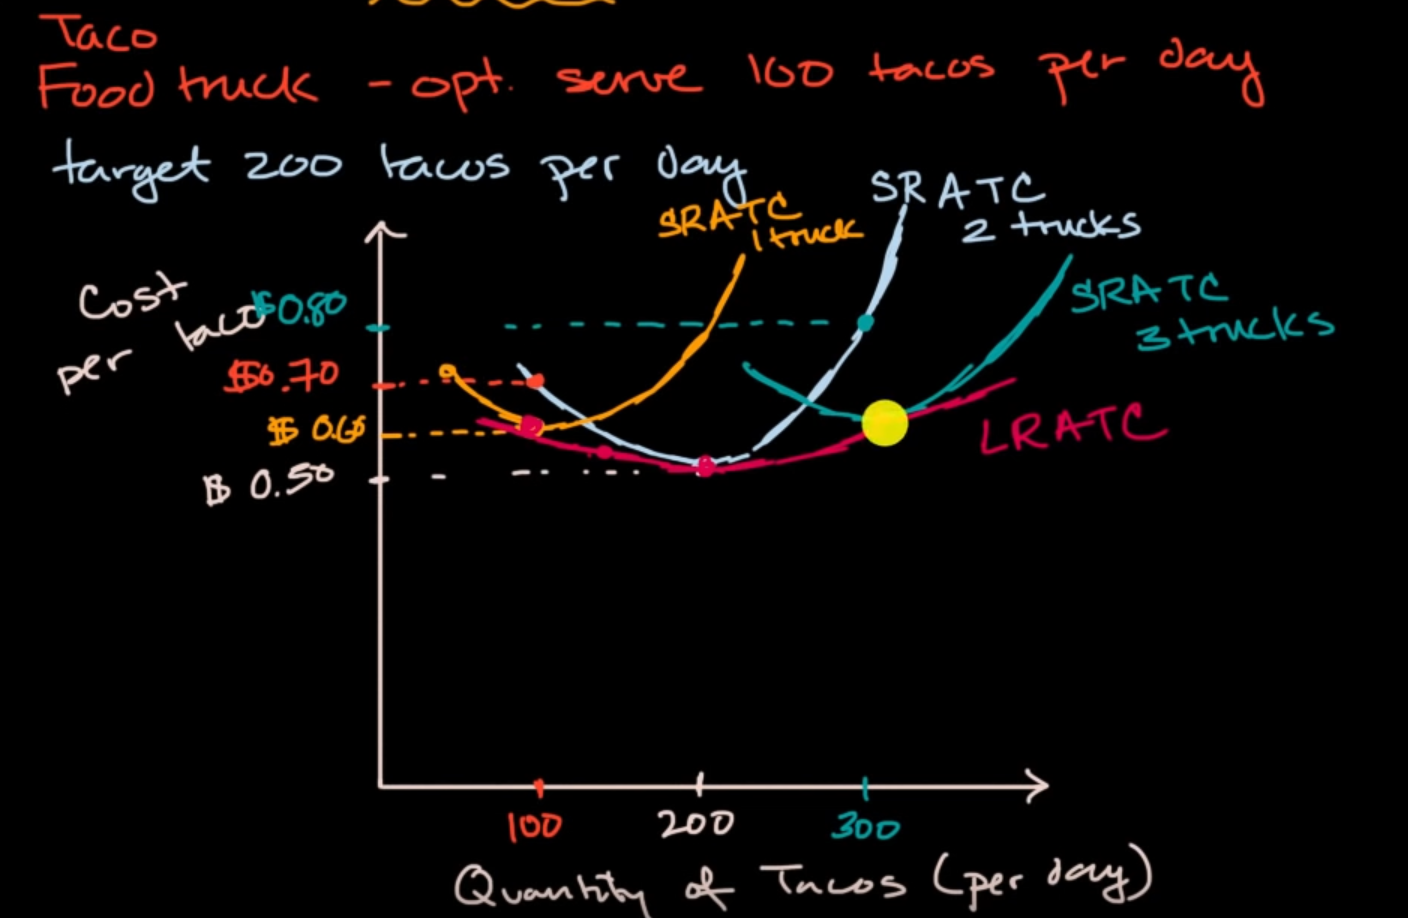 Taco
Food truck - opt. serve 100 tacos per day
target 200 tacos per day
SRATC
1 truck
SRATC
2 trucks
Cost
per taco
$0.80
SRATC
3 trucks
$0.70
$
LRATC
$ 0.50
100
200
300
Quantity of Tacos (per day)